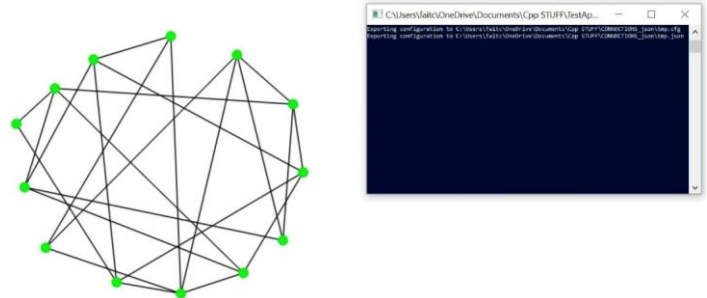 C:\Users\faitc\OneDrive\Documents\Cpp STUFF\TestAp...
Exporting configuration to C:\Users\faitc\OneDrive\Documents\Cpp STUFF\CONNECTIONS_json\tmp.cfg
Exporting configuration to C:\Users\faitc\OneDrive\Documents\Cpp STUFF\CONNECTIONS_json\tmp.json